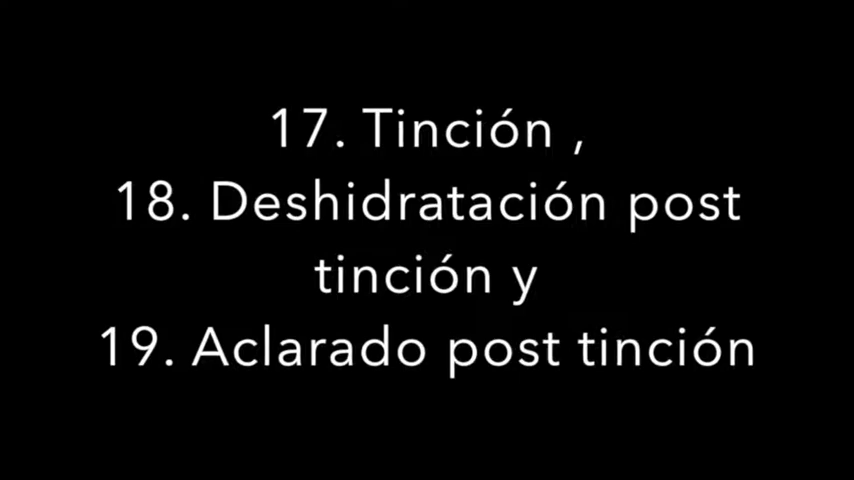 17. Tinción ,
18. Deshidratación post
tinción y
19. Aclarado post tinción